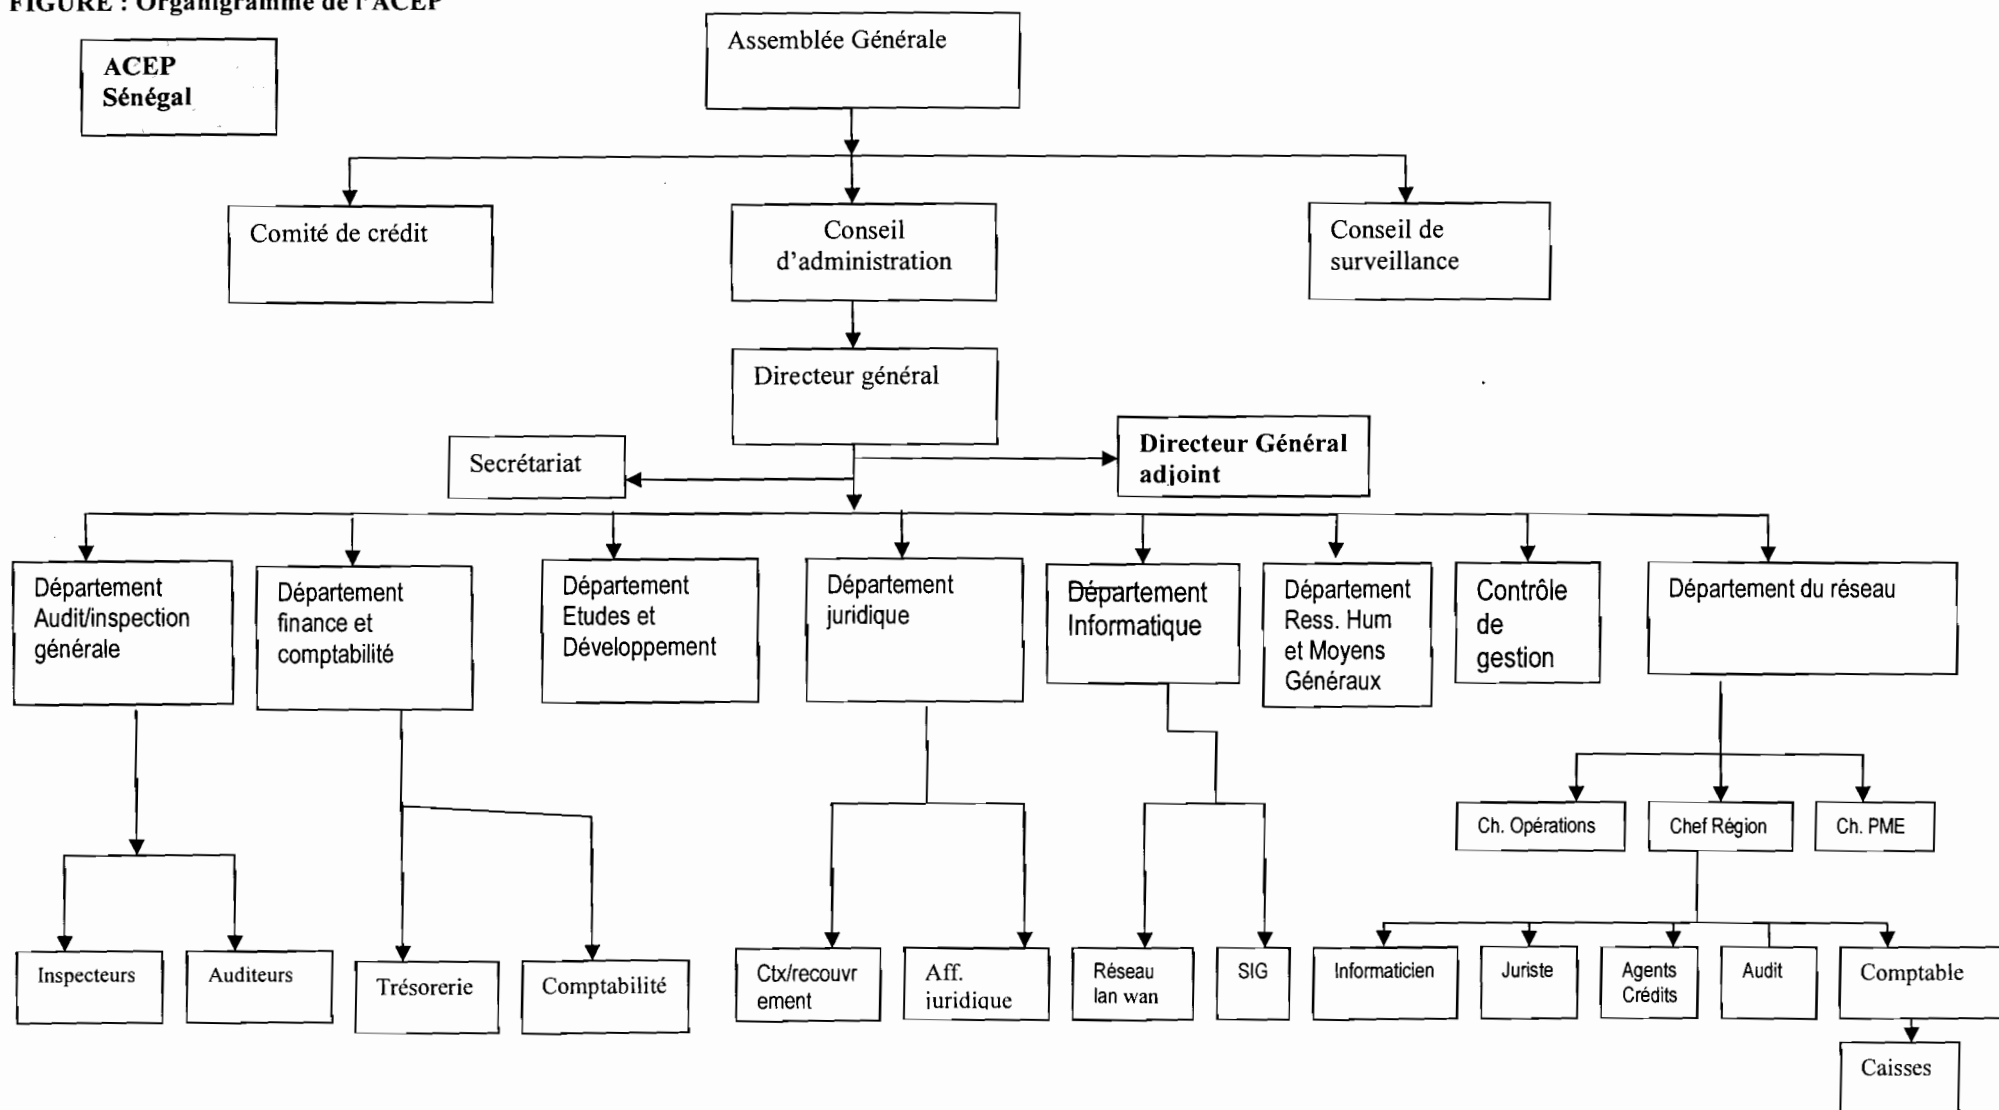 FIGURE : Organigramme de l'ACEP
ACEP
Sénégal
Assemblée Générale
Comité de crédit
Conseil
d'administration
Conseil de
surveillance
Directeur général
Secrétariat
Directeur Général
adjoint
Département
Audit/inspection
générale
Département
finance et
comptabilité
Département
Etudes et
Développement
Département
juridique
Département
Informatique
Département
Ress. Hum
et Moyens
Généraux
Contrôle
de
gestion
Département du réseau
Ch. Opérations
Chef Région
Ch. PME
Inspecteurs
Auditeurs
Trésorerie
Comptabilité
Ctx/recouvr
ement
Aff.
juridique
Réseau
lan wan
SIG
Informaticien
Juriste
Agents
Crédits
Audit
Comptable
Caisses